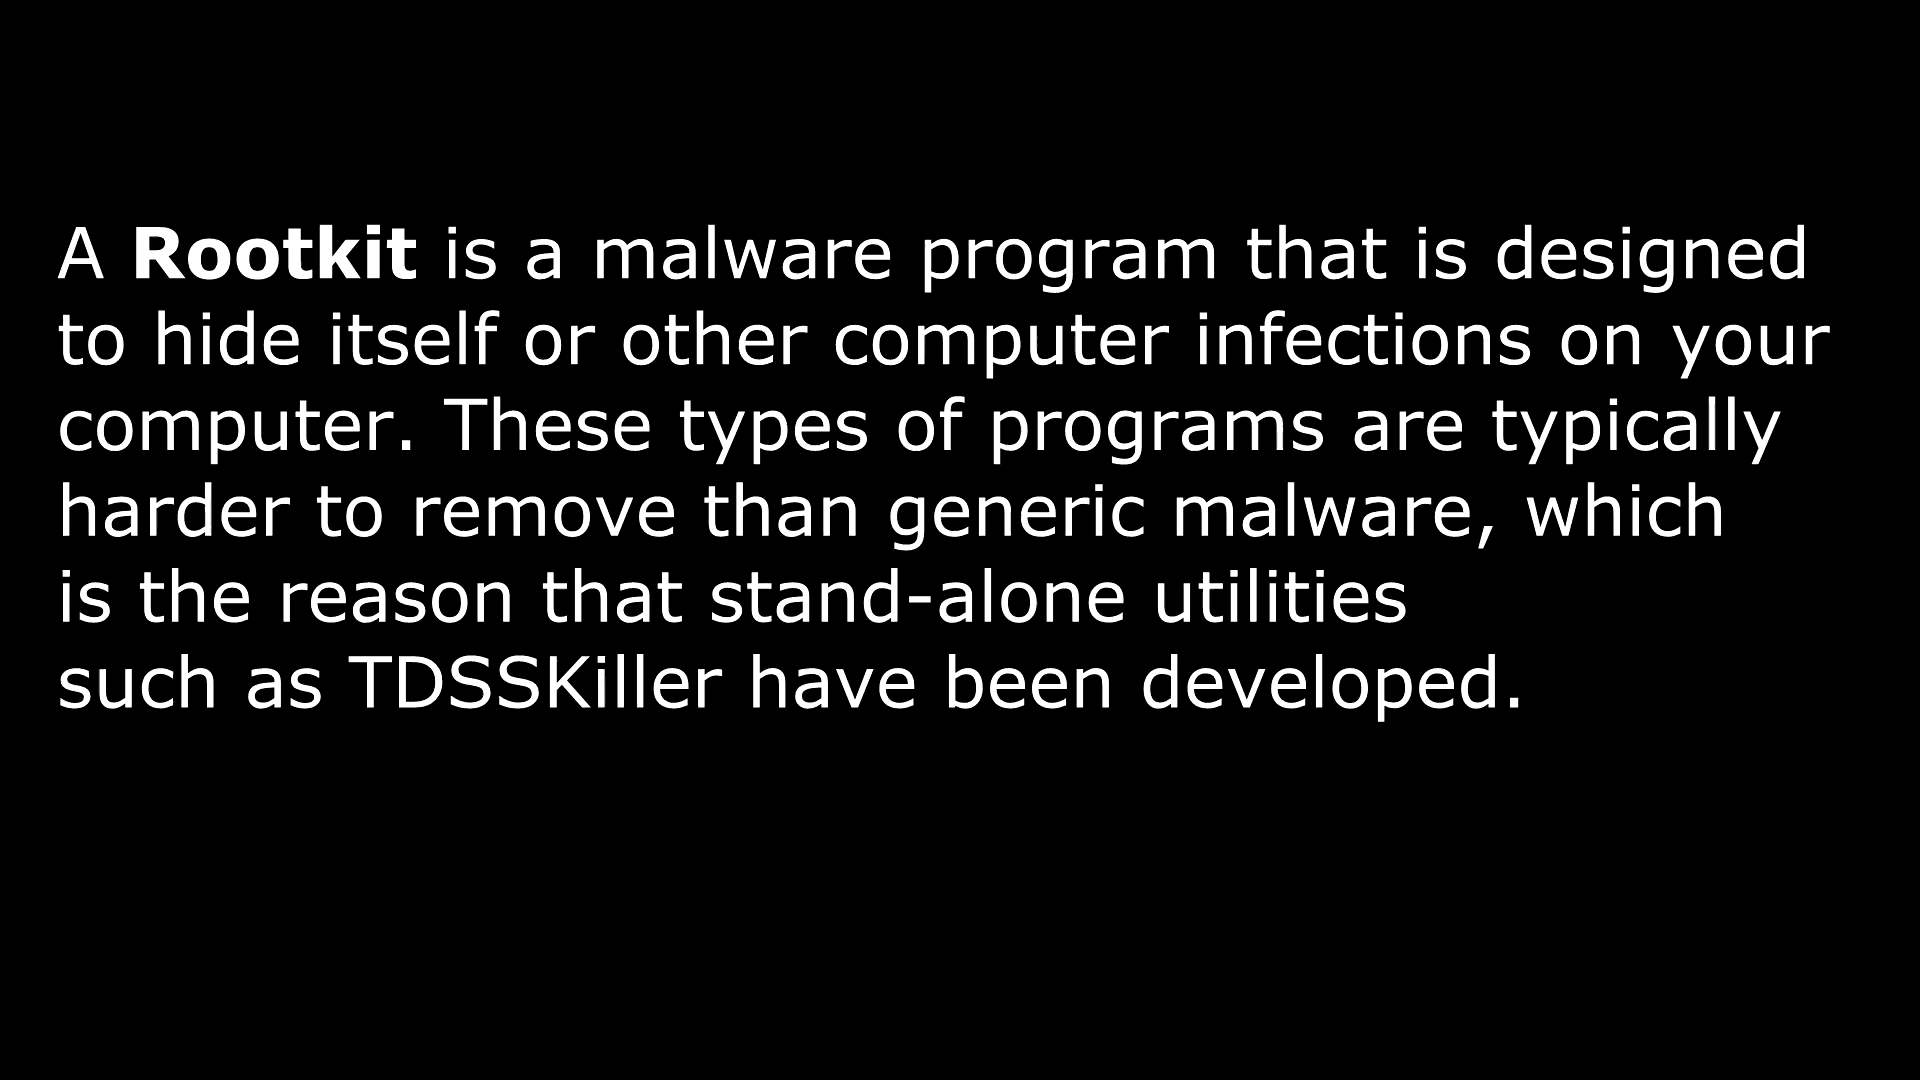 A Rootkit is a malware program that is designed
to hide itself or other computer infections on your
computer. These types of programs are typically
harder to remove than generic malware, which
is the reason that stand-alone utilities
such as TDSSKiller have been developed.